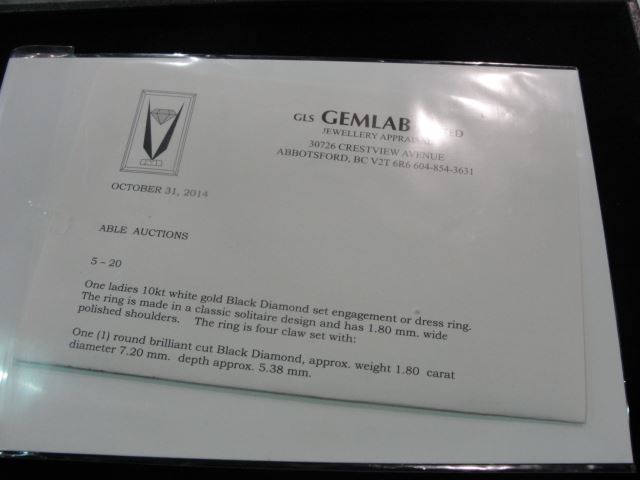 GLS GEMLAB
JEWELLERY APPRAISAL
30726 CRESTVIEW AVENUE
ABBOTSFORD, BC V2T 6R6 604-854-3631
OCTOBER 31, 2014
ABLE AUCTIONS
5 – 20
One ladies 10kt white gold Black Diamond set engagement or dress ring.
The ring is made in a classic solitaire design and has 1.80 mm. wide
polished shoulders. The ring is four claw set with:
One (1) round brilliant cut Black Diamond, approx. weight 1.80 carat
diameter 7.20 mm. depth approx. 5.38 mm.